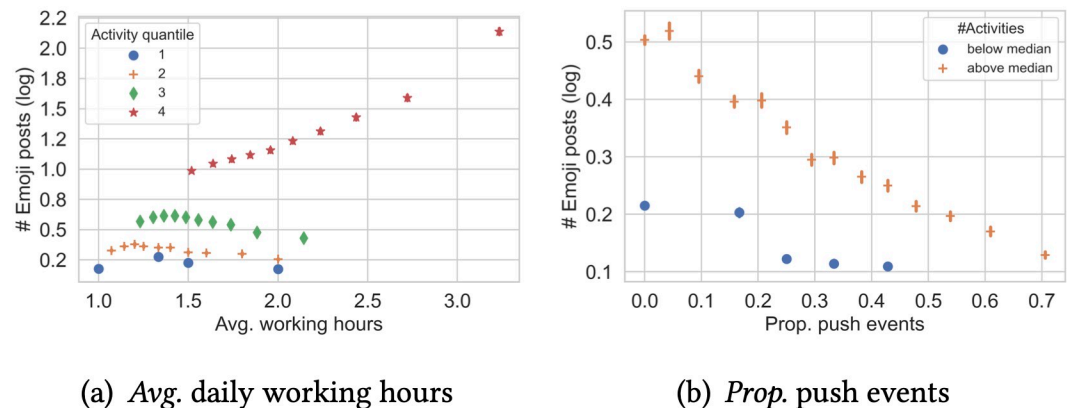 2.2
2.0
1.8
1.5
1.2
1.0
0.8
0.5
0.2
# Emoji posts (log)
Activity quantile
1
2
3
4
1.0 1.5 2.0 2.5 3.0
Avg. working hours
(a) Avg. daily working hours
0.5
0.4
0.3
0.2
0.1
# Emoji posts (log)
#Activities
below median
above median
0.0 0.1 0.2 0.3 0.4 0.5 0.6 0.7
Prop. push events
(b) Prop. push events